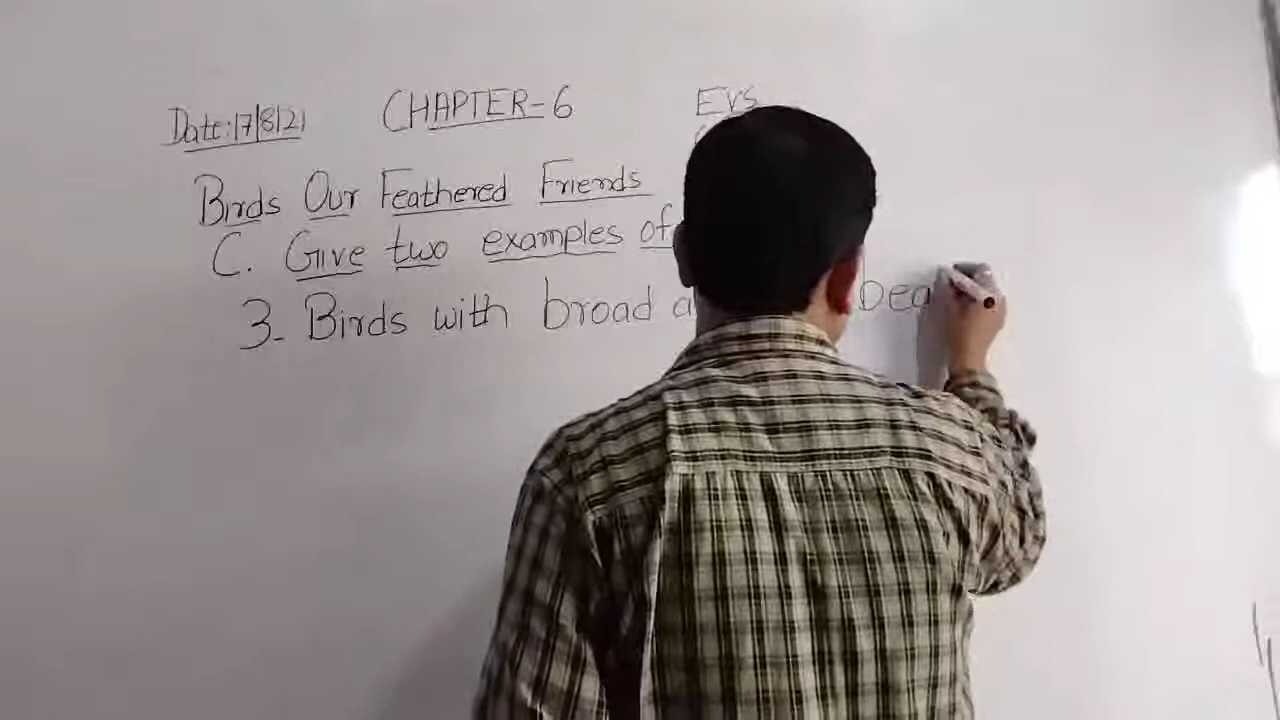 Date:17/8/21 CHAPTER-6 EVS
Birds Our Feathered Friends
C. Give two examples of
3. Birds with broad a bea